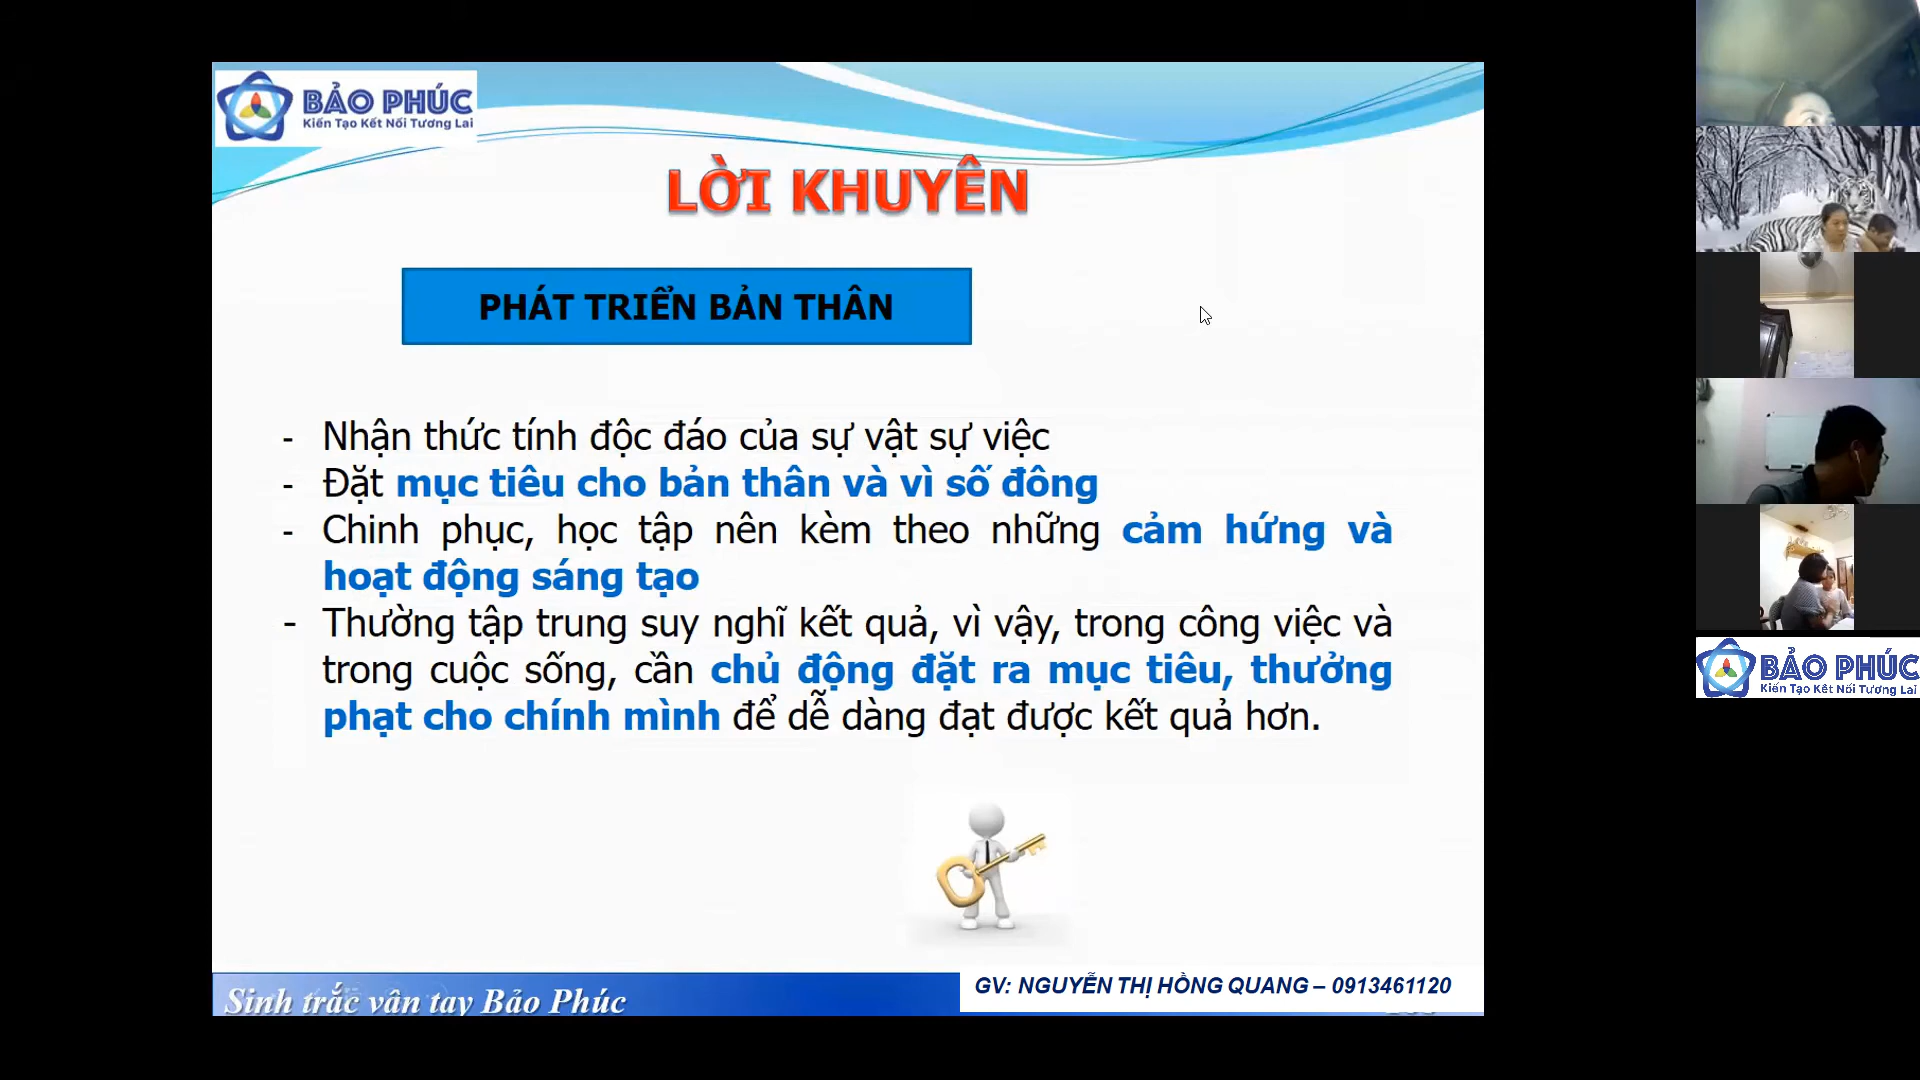 BẢO PHÚC
Kiến Tạo Kết Nối Tương Lai
LỜI KHUYÊN
PHÁT TRIỂN BẢN THÂN
- Nhận thức tính độc đáo của sự vật sự việc
- Đặt mục tiêu cho bản thân và vì số đông
- Chinh phục, học tập nên kèm theo những cảm hứng và
hoạt động sáng tạo
- Thường tập trung suy nghĩ kết quả, vì vậy, trong công việc và
trong cuộc sống, cần chủ động đặt ra mục tiêu, thưởng
phạt cho chính mình để dễ dàng đạt được kết quả hơn.
Sinh trắc vân tay Bảo Phúc
GV: NGUYỄN THỊ HỒNG QUANG – 0913461120
BẢO PHÚC
Kiến Tạo Kết Nối Tương Lai